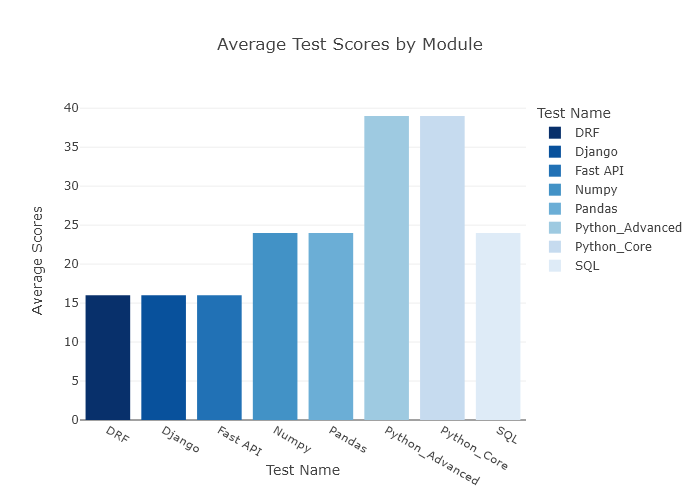 Average Test Scores by Module
40
35
30
25
20
15
10
5
0
Average Scores
DRF
Django
Fast API
Numpy
Pandas
Python_Advanced
Python_Core
SQL
Test Name
Test Name
DRF
Django
Fast API
Numpy
Pandas
Python_Advanced
Python_Core
SQL